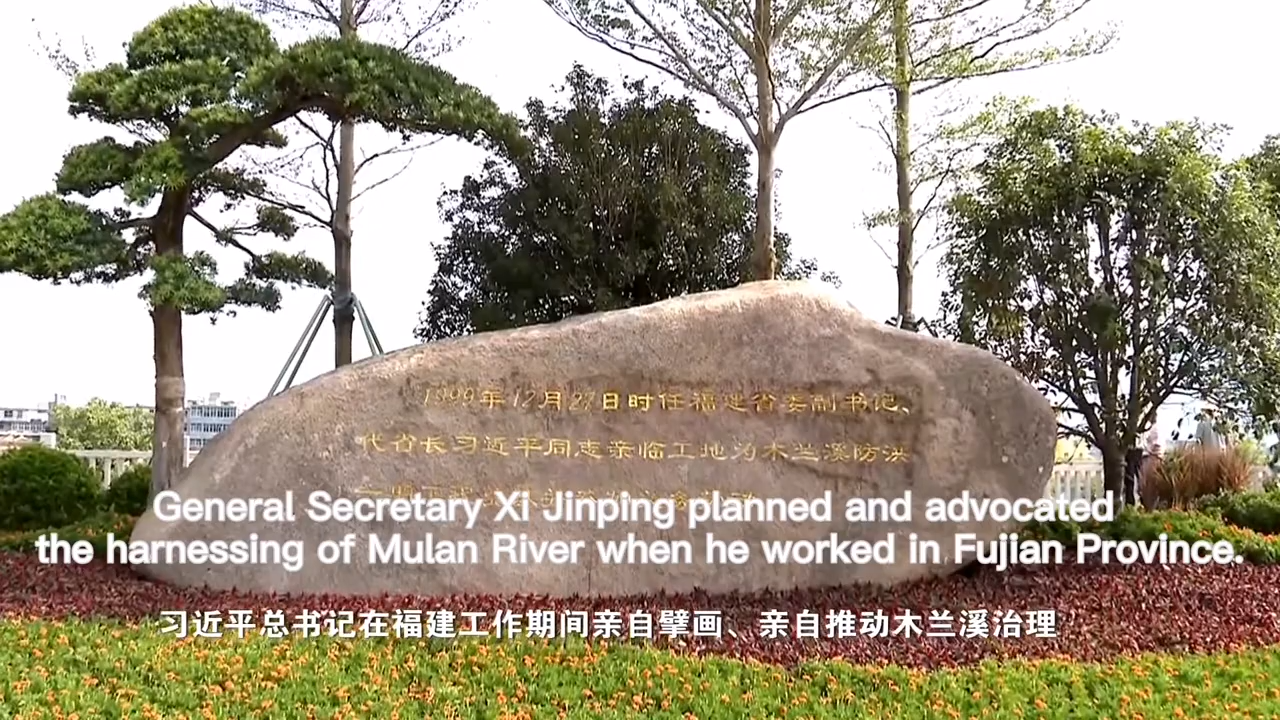 1999年12月27日时任福建省委副书记、
代省长习近平同志亲临工地为木兰溪防洪
General Secretary Xi Jinping planned and advocated
the harnessing of Mulan River when he worked in Fujian Province.
习近平总书记在福建工作期间亲自擘画、亲自推动木兰溪治理